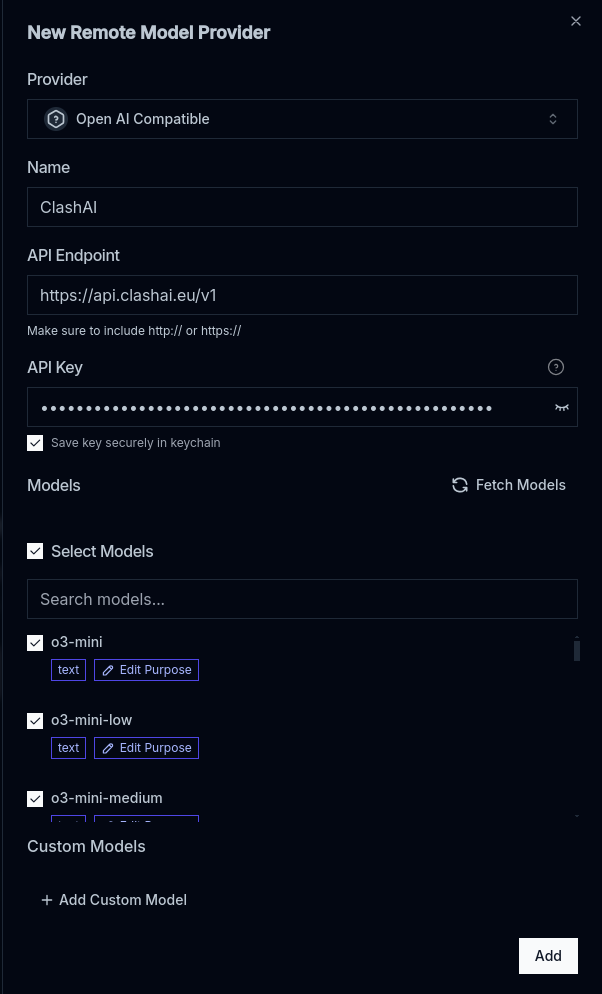 New Remote Model Provider
Provider
Open AI Compatible
Name
ClashAI
API Endpoint
https://api.clashai.eu/v1
Make sure to include http:// or https://
API Key
••••••••••••••••••••••••••••••••••••••••••••••••••••
Save key securely in keychain
Models
Fetch Models
Select Models
Search models...
o3-mini
text Edit Purpose
o3-mini-low
text Edit Purpose
o3-mini-medium
Custom Models
+ Add Custom Model
Add